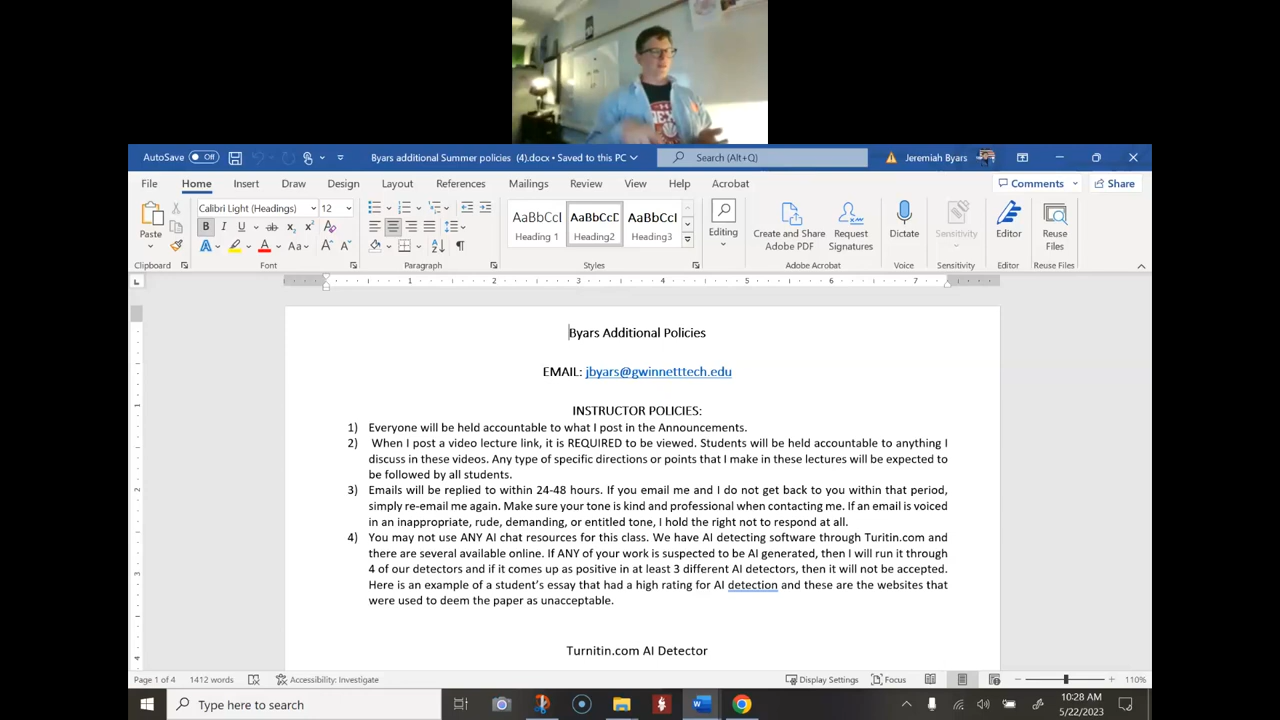 AutoSave Off Byars additional Summer policies (4).docx • Saved to this PC Search (Alt+Q) Jeremiah Byars
File Home Insert Draw Design Layout References Mailings Review View Help Acrobat Comments Share
Calibri Light (Headings) 12
Paste
B I U ab x₂ x² A
A A Aa A A
AaBbCcI AaBbCcD AaBbCcI
Heading 1 Heading2 Heading3
Editing
Create and Share Adobe PDF
Request Signatures
Dictate
Sensitivity
Editor
Reuse Files
Clipboard Font Paragraph Styles Adobe Acrobat Voice Sensitivity Editor Reuse Files
1 2 3 4 5 6 7
Byars Additional Policies
EMAIL: jbyars@gwinnetttech.edu
INSTRUCTOR POLICIES:
1) Everyone will be held accountable to what I post in the Announcements.
2) When I post a video lecture link, it is REQUIRED to be viewed. Students will be held accountable to anything I
discuss in these videos. Any type of specific directions or points that I make in these lectures will be expected to
be followed by all students.
3) Emails will be replied to within 24-48 hours. If you email me and I do not get back to you within that period,
simply re-email me again. Make sure your tone is kind and professional when contacting me. If an email is voiced
in an inappropriate, rude, demanding, or entitled tone, I hold the right not to respond at all.
4) You may not use ANY AI chat resources for this class. We have AI detecting software through Turitin.com and
there are several available online. If ANY of your work is suspected to be AI generated, then I will run it through
4 of our detectors and if it comes up as positive in at least 3 different AI detectors, then it will not be accepted.
Here is an example of a student's essay that had a high rating for AI detection and these are the websites that
were used to deem the paper as unacceptable.
Turnitin.com AI Detector
Page 1 of 4 1412 words Accessibility: Investigate Display Settings Focus 110%
Type here to search
10:28 AM
5/22/2023